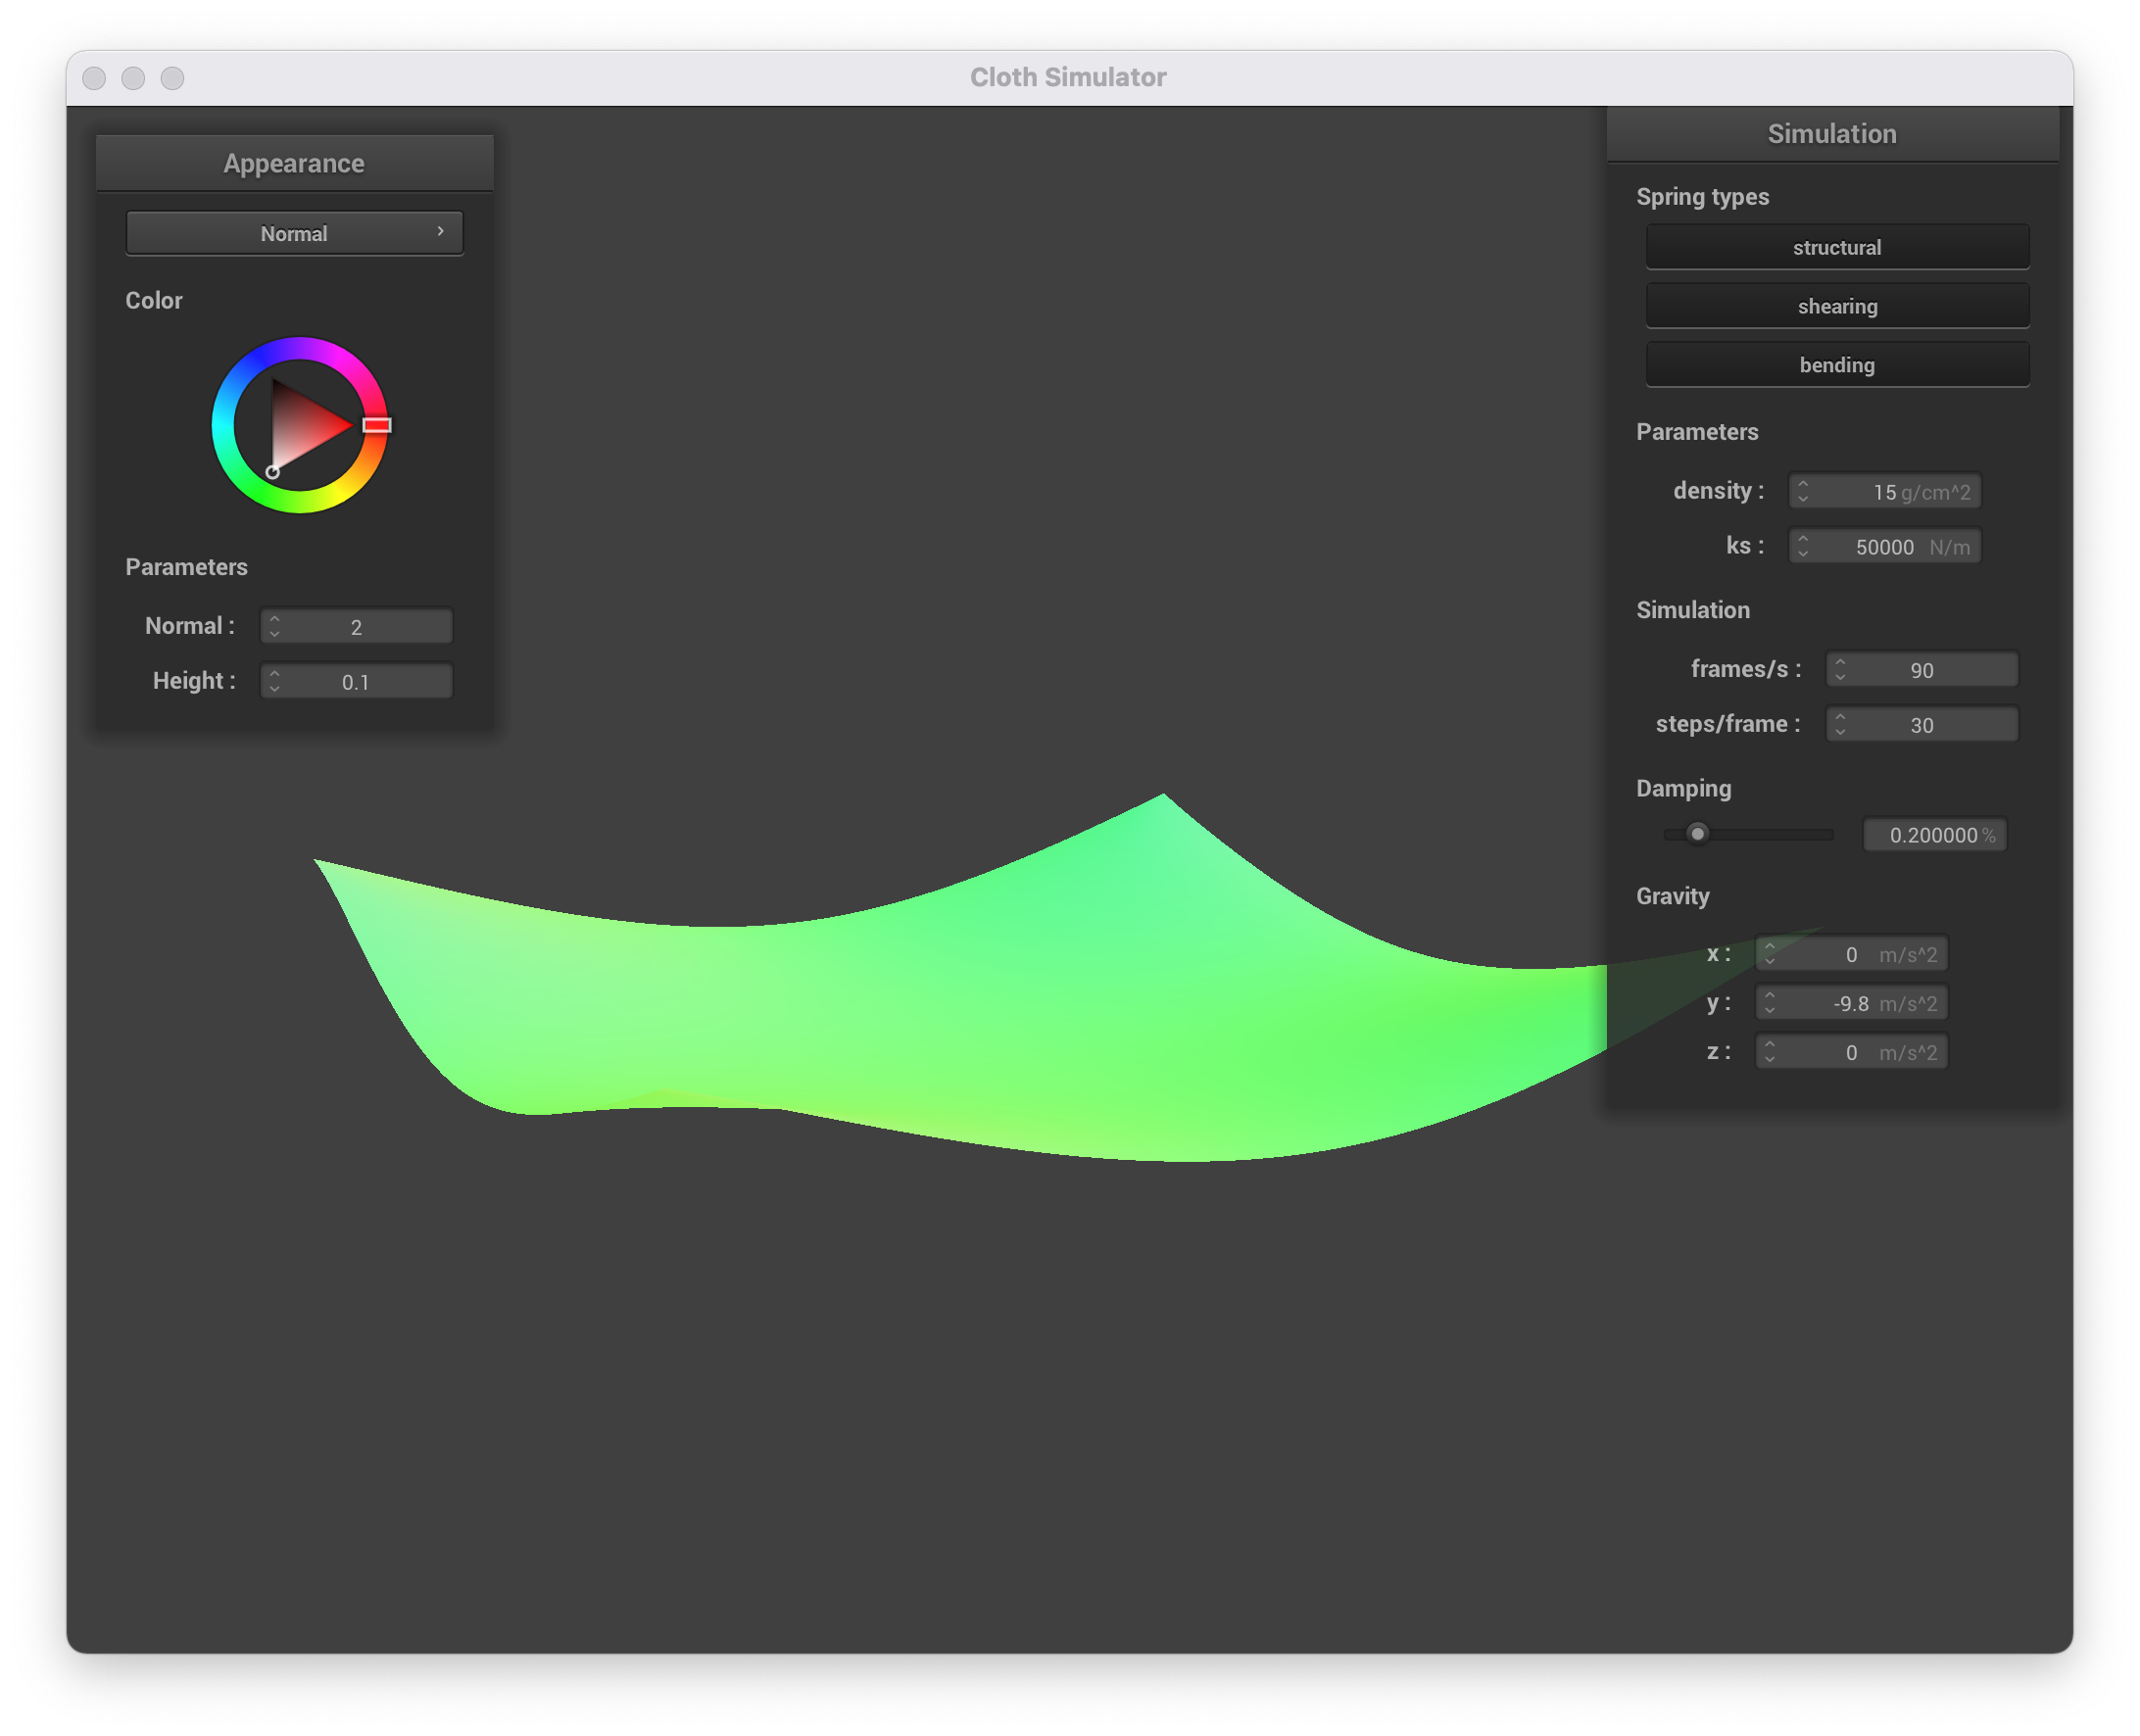 Cloth Simulator
Appearance
Normal
Color
Parameters
Normal : 2
Height : 0.1
Simulation
Spring types
structural
shearing
bending
Parameters
density : 15 g/cm^2
ks : 50000 N/m
Simulation
frames/s : 90
steps/frame : 30
Damping
0.200000 %
Gravity
x : 0 m/s^2
y : -9.8 m/s^2
z : 0 m/s^2